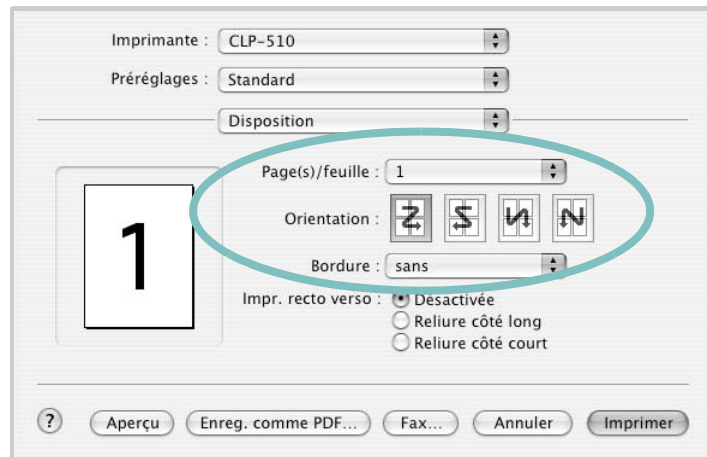 Imprimante : CLP-510
Préréglages : Standard
Disposition
Page(s)/feuille : 1
Orientation :
Bordure : sans
Impr. recto verso : Désactivée
Reliure côté long
Reliure côté court
1
? Aperçu Enreg. comme PDF... Fax... Annuler Imprimer